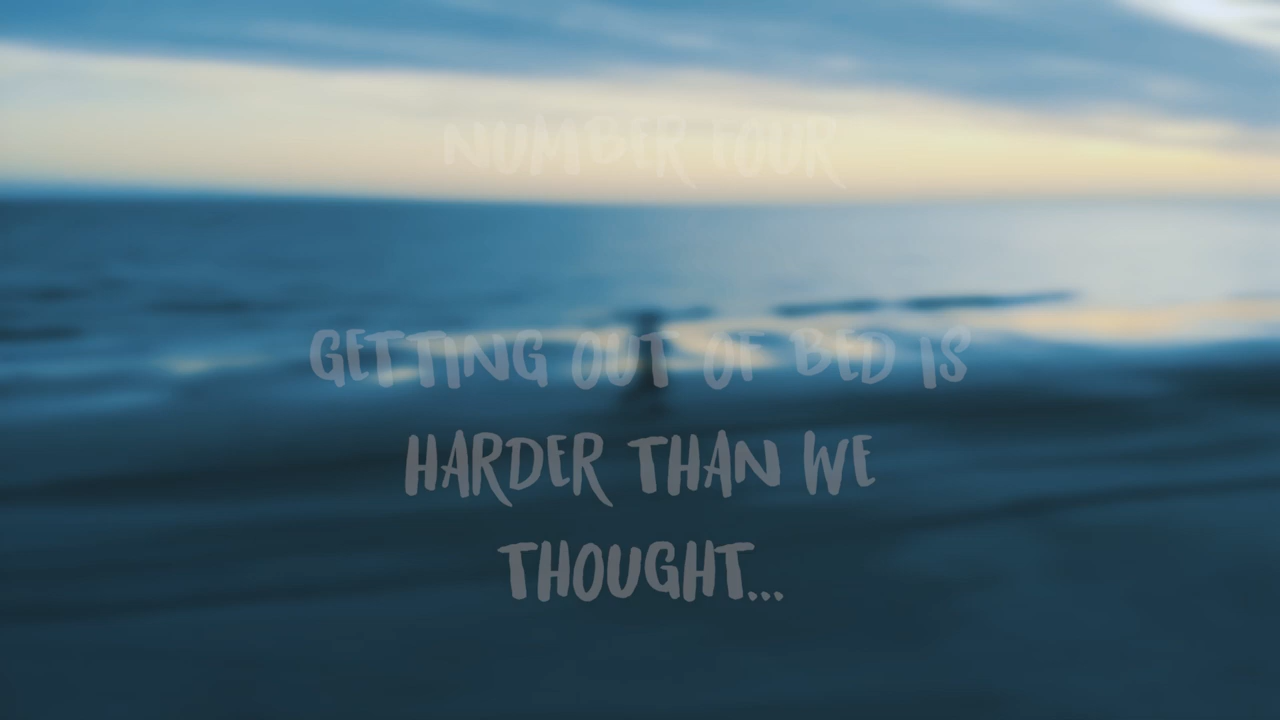 NUMBER FOUR
GETTING OUT OF BED IS
HARDER THAN WE
THOUGHT...